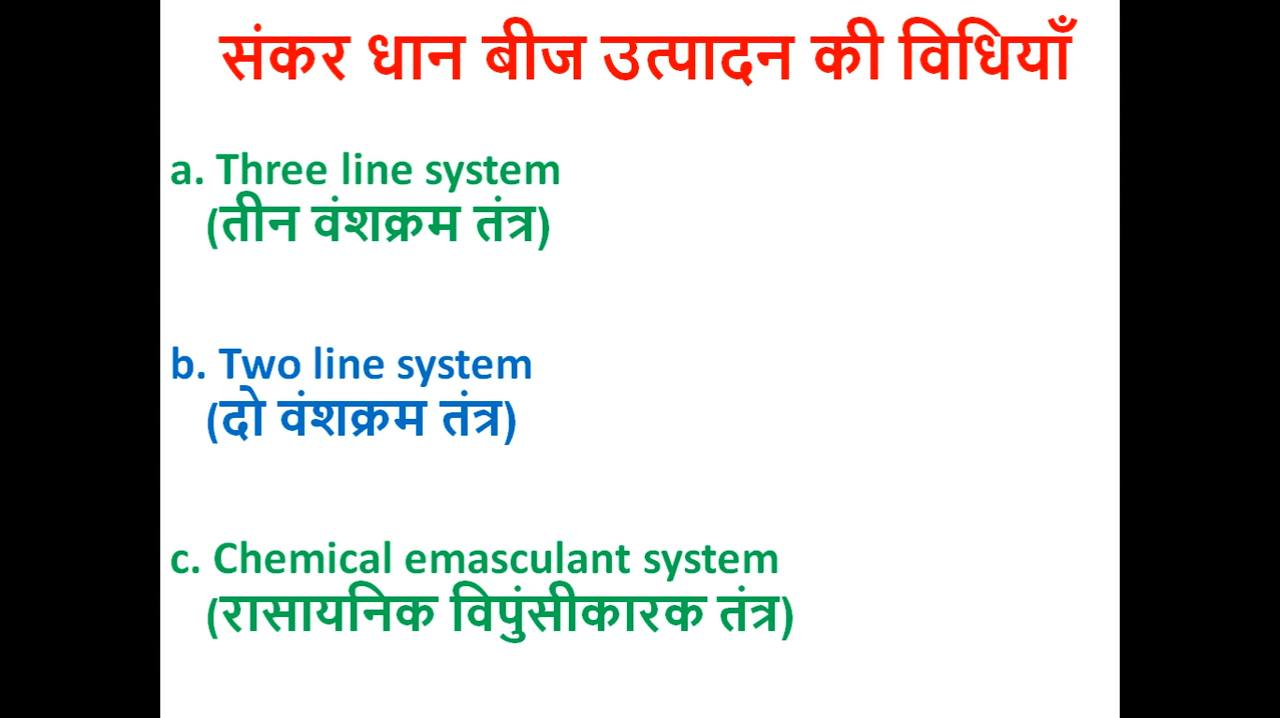 संकर धान बीज उत्पादन की विधियाँ
a. Three line system
(तीन वंशक्रम तंत्र)
b. Two line system
(दो वंशक्रम तंत्र)
c. Chemical emasculant system
(रासायनिक विपुंसीकारक तंत्र)